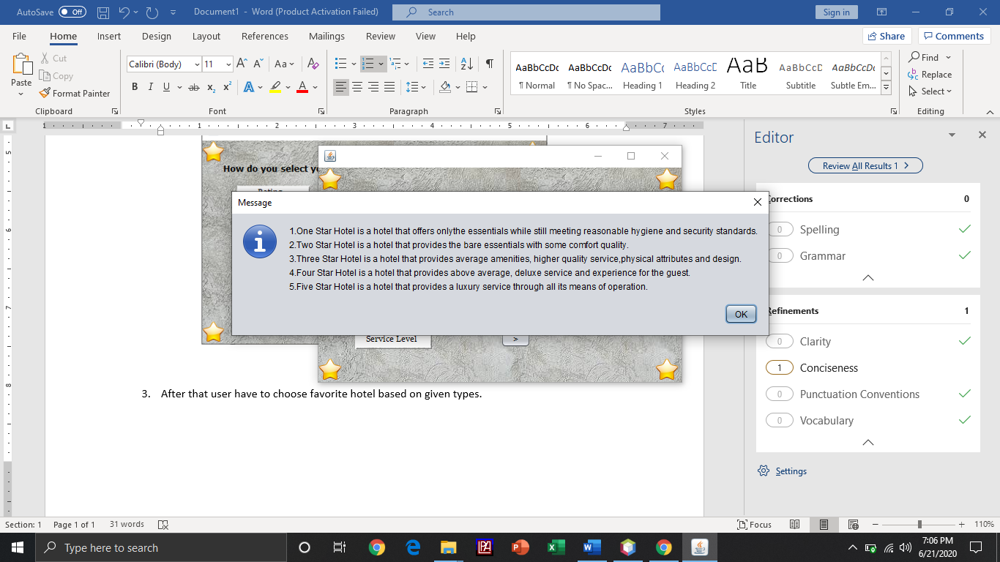 AutoSave Off Document1 - Word (Product Activation Failed) Search Sign in
File Home Insert Design Layout References Mailings Review View Help Share Comments
Paste Cut Copy Format Painter
Calibri (Body) 11
AaBbCcDc AaBbCcDc AaBbCc AaBbCcD AaB AaBbCcD AaBbCcDc
¶ Normal ¶ No Spac... Heading 1 Heading 2 Title Subtitle Subtle Em...
Find
Replace
Select
Clipboard Font Paragraph Styles Editing
How do you select yo
Message
1.One Star Hotel is a hotel that offers onlythe essentials while still meeting reasonable hygiene and security standards.
2.Two Star Hotel is a hotel that provides the bare essentials with some comfort quality.
3.Three Star Hotel is a hotel that provides average amenities, higher quality service,physical attributes and design.
4.Four Star Hotel is a hotel that provides above average, deluxe service and experience for the guest.
5.Five Star Hotel is a hotel that provides a luxury service through all its means of operation.
OK
Service Level >
3. After that user have to choose favorite hotel based on given types.
Editor
Review All Results 1 >
Corrections 0
0 Spelling
0 Grammar
Refinements 1
0 Clarity
1 Conciseness
0 Punctuation Conventions
0 Vocabulary
Settings
Section: 1 Page 1 of 1 31 words Focus 110%
Type here to search
7:06 PM
6/21/2020